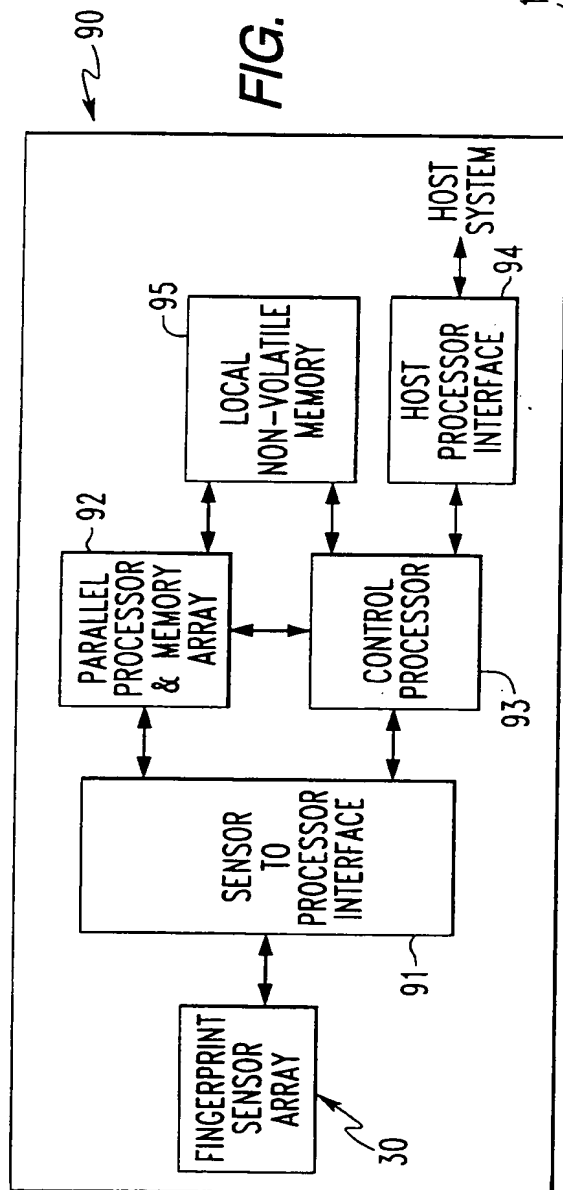 90
FIG.
FINGERPRINT
SENSOR
ARRAY
30
SENSOR
TO
PROCESSOR
INTERFACE
91
PARALLEL
PROCESSOR
& MEMORY
ARRAY
92
CONTROL
PROCESSOR
93
LOCAL
NON-VOLATILE
MEMORY
95
HOST
PROCESSOR
INTERFACE
94
HOST
SYSTEM